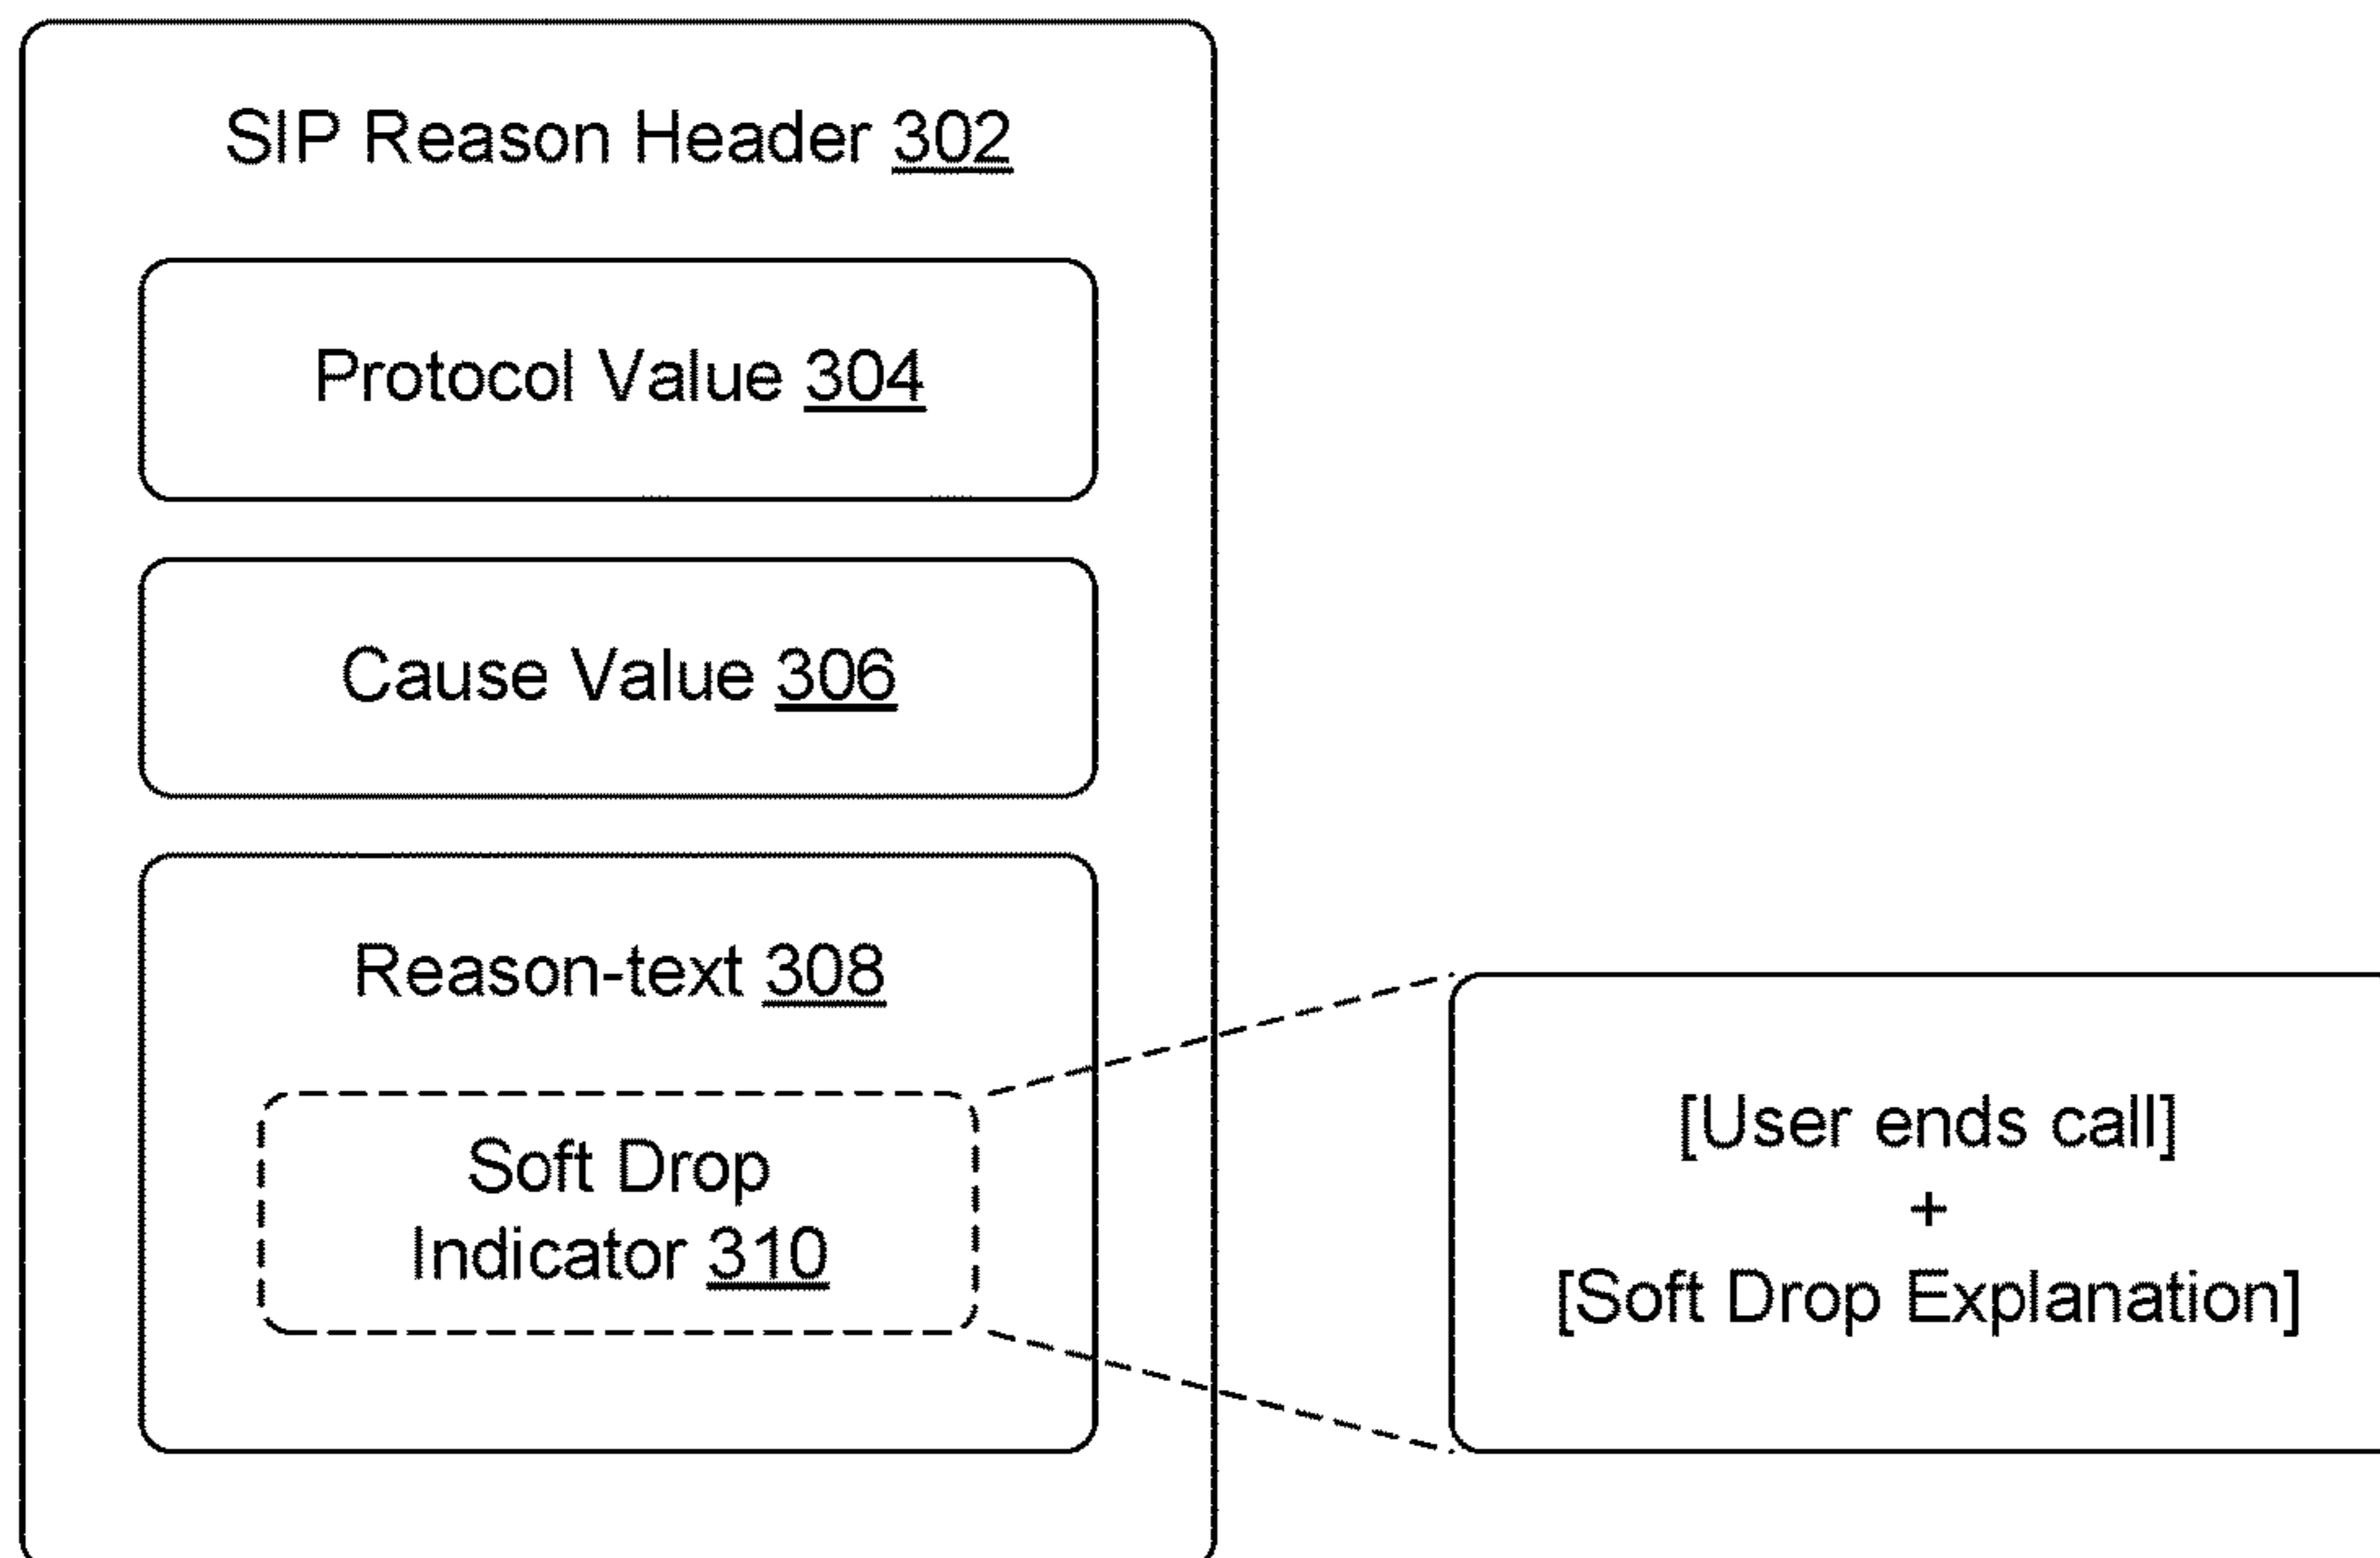 SIP Reason Header 302
Protocol Value 304
Cause Value 306
Reason-text 308
Soft Drop
Indicator 310
[User ends call]
+
[Soft Drop Explanation]